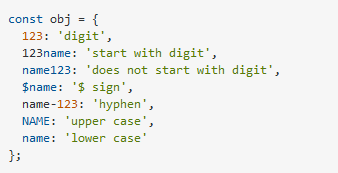 const obj = {
  123: 'digit',
  123name: 'start with digit',
  name123: 'does not start with digit',
  $name: '$ sign',
  name-123: 'hyphen',
  NAME: 'upper case',
  name: 'lower case'
};